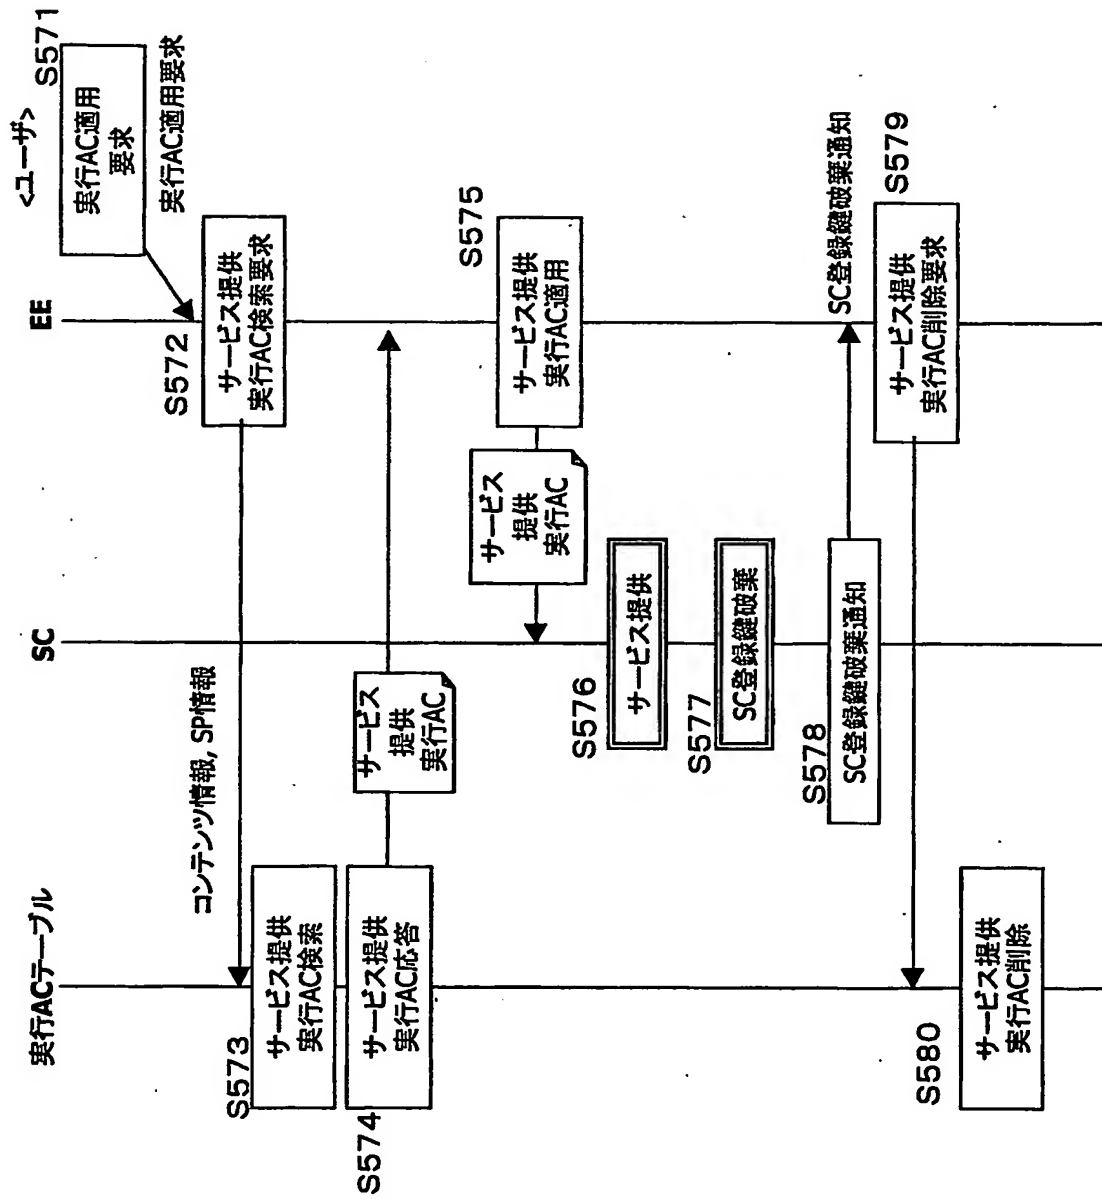 実行ACテーブル
SC
EE
<ユーザ>
S571
実行AC適用
要求
実行AC適用要求
S572
サービス提供
実行AC検索要求
コンテンツ情報, SP情報
S573
サービス提供
実行AC検索
S574
サービス提供
実行AC応答
サービス
提供
実行AC
S575
サービス提供
実行AC適用
サービス
提供
実行AC
S576
サービス提供
S577
SC登録鍵破棄
S578
SC登録鍵破棄通知
SC登録鍵破棄通知
S579
サービス提供
実行AC削除要求
S580
サービス提供
実行AC削除